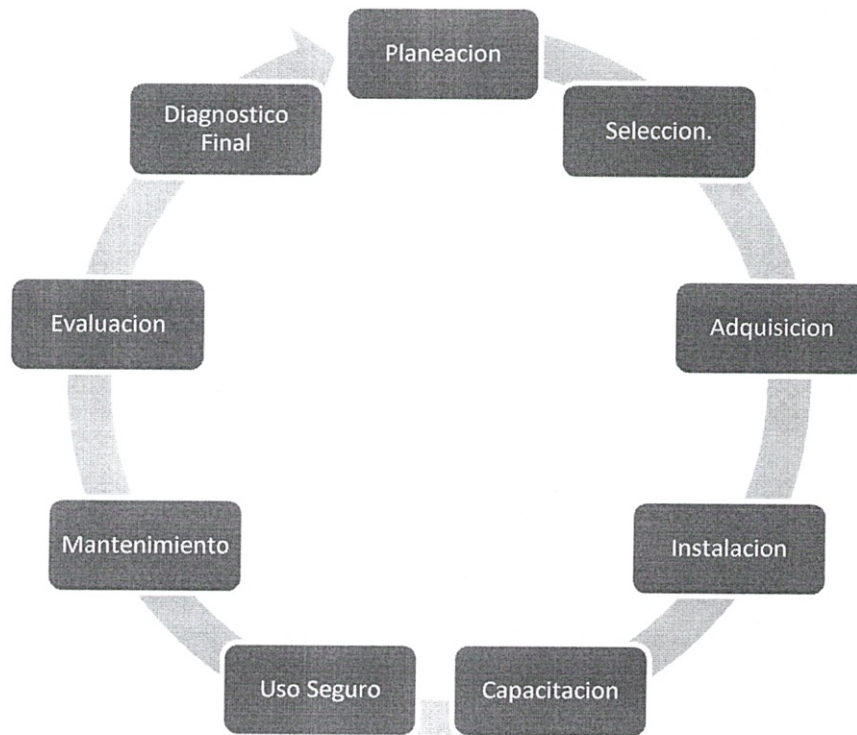 Planeacion
Seleccion.
Adquisicion
Instalacion
Capacitacion
Uso Seguro
Mantenimiento
Evaluacion
Diagnostico
Final